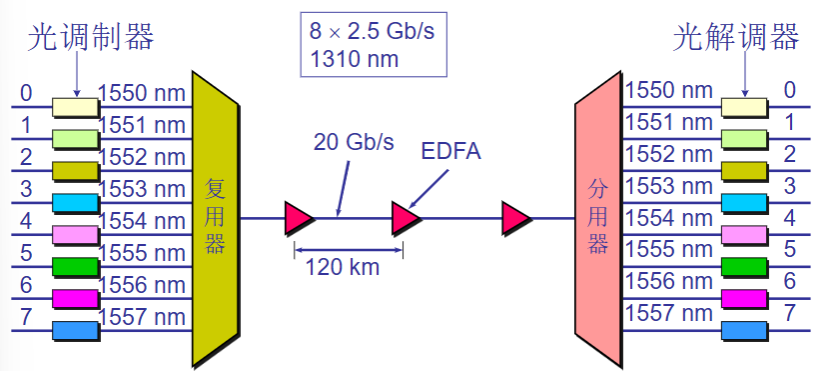 光调制器
8 × 2.5 Gb/s
1310 nm
光解调器
0 1550 nm
1 1551 nm
2 1552 nm
3 1553 nm
4 1554 nm
5 1555 nm
6 1556 nm
7 1557 nm
复用器
20 Gb/s
EDFA
120 km
分用器
1550 nm 0
1551 nm 1
1552 nm 2
1553 nm 3
1554 nm 4
1555 nm 5
1556 nm 6
1557 nm 7